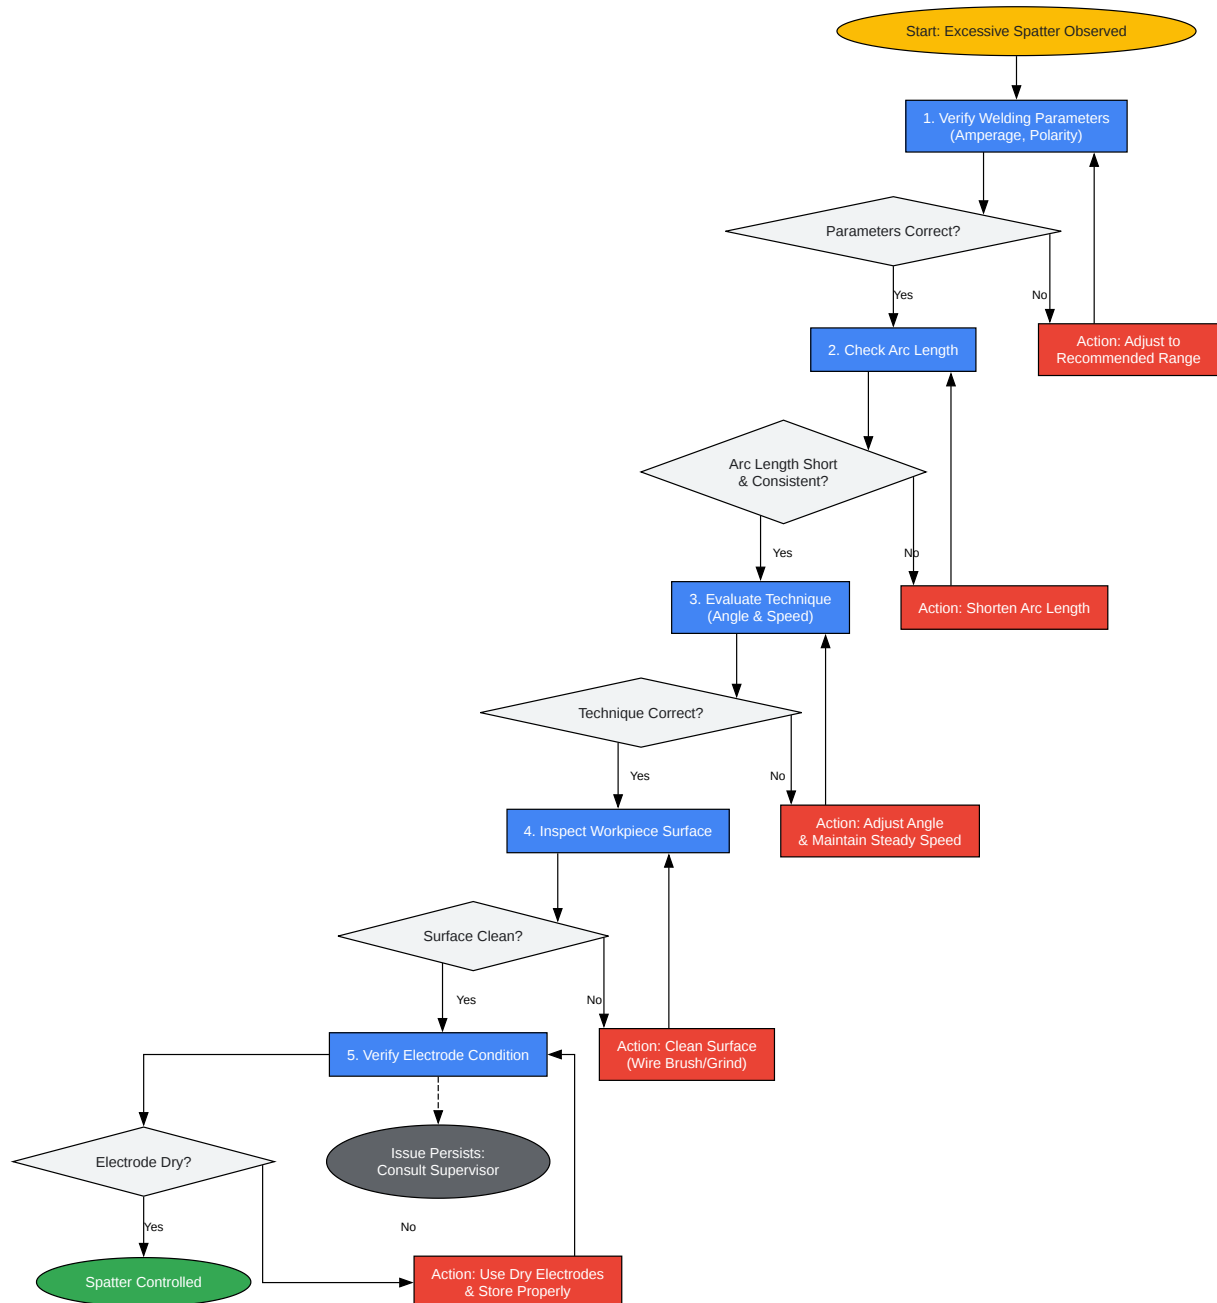 Start: Excessive Spatter Observed
1. Verify Welding Parameters
(Amperage, Polarity)
Parameters Correct?
Yes
No
2. Check Arc Length
Action: Adjust to
Recommended Range
Arc Length Short
& Consistent?
Yes
No
3. Evaluate Technique
(Angle & Speed)
Action: Shorten Arc Length
Technique Correct?
Yes
No
4. Inspect Workpiece Surface
Action: Adjust Angle
& Maintain Steady Speed
Surface Clean?
Yes
No
5. Verify Electrode Condition
Action: Clean Surface
(Wire Brush/Grind)
Electrode Dry?
Issue Persists:
Consult Supervisor
Yes
No
Spatter Controlled
Action: Use Dry Electrodes
& Store Properly